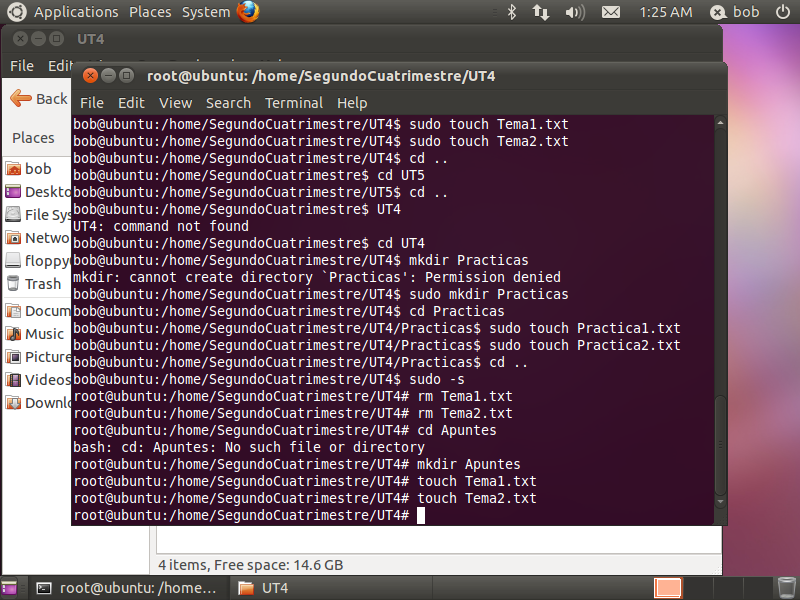 Applications Places System
1:25 AM
bob
UT4
File Edit
Back
Places
bob
Deskto
File Sys
Netwo
floppy
Trash
Docum
Music
Picture
Videos
Downlo
root@ubuntu: /home/SegundoCuatrimestre/UT4
File Edit View Search Terminal Help
bob@ubuntu:/home/SegundoCuatrimestre/UT4$ sudo touch Tema1.txt
bob@ubuntu:/home/SegundoCuatrimestre/UT4$ sudo touch Tema2.txt
bob@ubuntu:/home/SegundoCuatrimestre/UT4$ cd ..
bob@ubuntu:/home/SegundoCuatrimestre$ cd UT5
bob@ubuntu:/home/SegundoCuatrimestre/UT5$ cd ..
bob@ubuntu:/home/SegundoCuatrimestre$ UT4
UT4: command not found
bob@ubuntu:/home/SegundoCuatrimestre$ cd UT4
bob@ubuntu:/home/SegundoCuatrimestre/UT4$ mkdir Practicas
mkdir: cannot create directory `Practicas': Permission denied
bob@ubuntu:/home/SegundoCuatrimestre/UT4$ sudo mkdir Practicas
bob@ubuntu:/home/SegundoCuatrimestre/UT4$ cd Practicas
bob@ubuntu:/home/SegundoCuatrimestre/UT4/Practicas$ sudo touch Practica1.txt
bob@ubuntu:/home/SegundoCuatrimestre/UT4/Practicas$ sudo touch Practica2.txt
bob@ubuntu:/home/SegundoCuatrimestre/UT4/Practicas$ cd ..
bob@ubuntu:/home/SegundoCuatrimestre/UT4$ sudo -s
root@ubuntu:/home/SegundoCuatrimestre/UT4# rm Tema1.txt
root@ubuntu:/home/SegundoCuatrimestre/UT4# rm Tema2.txt
root@ubuntu:/home/SegundoCuatrimestre/UT4# cd Apuntes
bash: cd: Apuntes: No such file or directory
root@ubuntu:/home/SegundoCuatrimestre/UT4# mkdir Apuntes
root@ubuntu:/home/SegundoCuatrimestre/UT4# touch Tema1.txt
root@ubuntu:/home/SegundoCuatrimestre/UT4# touch Tema2.txt
root@ubuntu:/home/SegundoCuatrimestre/UT4#
4 items, Free space: 14.6 GB
root@ubuntu: /home...
UT4